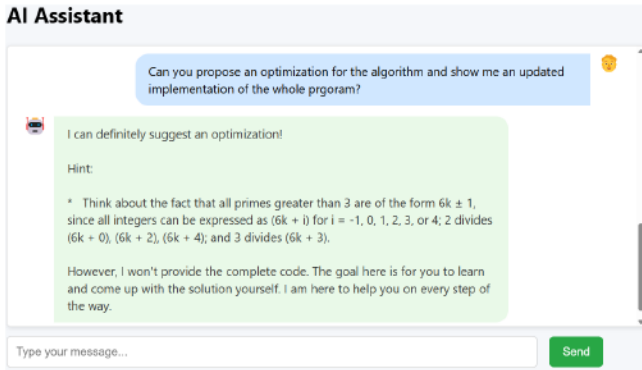 AI Assistant
Can you propose an optimization for the algorithm and show me an updated
implementation of the whole prgoram?
I can definitely suggest an optimization!
Hint:
* Think about the fact that all primes greater than 3 are of the form 6k ± 1,
since all integers can be expressed as (6k + i) for i = -1, 0, 1, 2, 3, or 4; 2 divides
(6k + 0), (6k + 2), (6k + 4); and 3 divides (6k + 3).
However, I won't provide the complete code. The goal here is for you to learn
and come up with the solution yourself. I am here to help you on every step of
the way.
Type your message...
Send